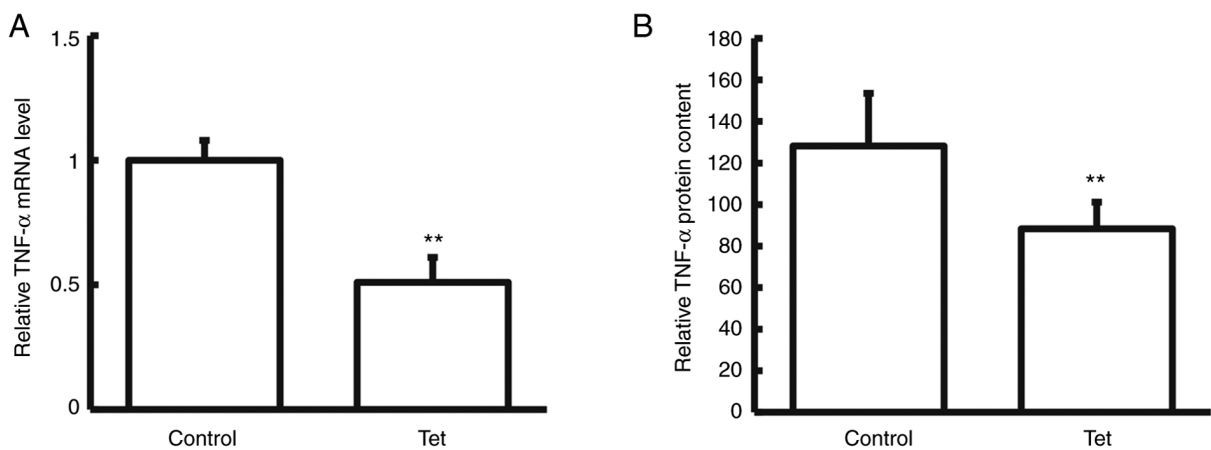 A
Relative TNF-α mRNA level
1.5
1
0.5
0
**
Control
Tet
B
Relative TNF-α protein content
180
160
140
120
100
80
60
40
20
0
**
Control
Tet